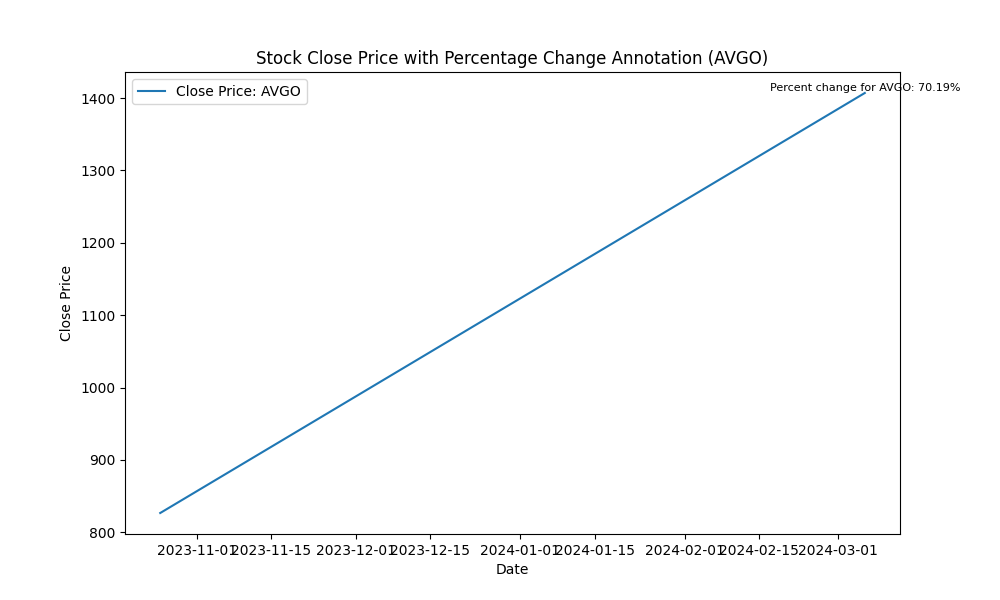 Stock Close Price with Percentage Change Annotation (AVGO)
Close Price: AVGO
Percent change for AVGO: 70.19%
1400
1300
1200
1100
1000
900
800
Close Price
2023-11-01 2023-11-15 2023-12-01 2023-12-15 2024-01-01 2024-01-15 2024-02-01 2024-02-15 2024-03-01
Date